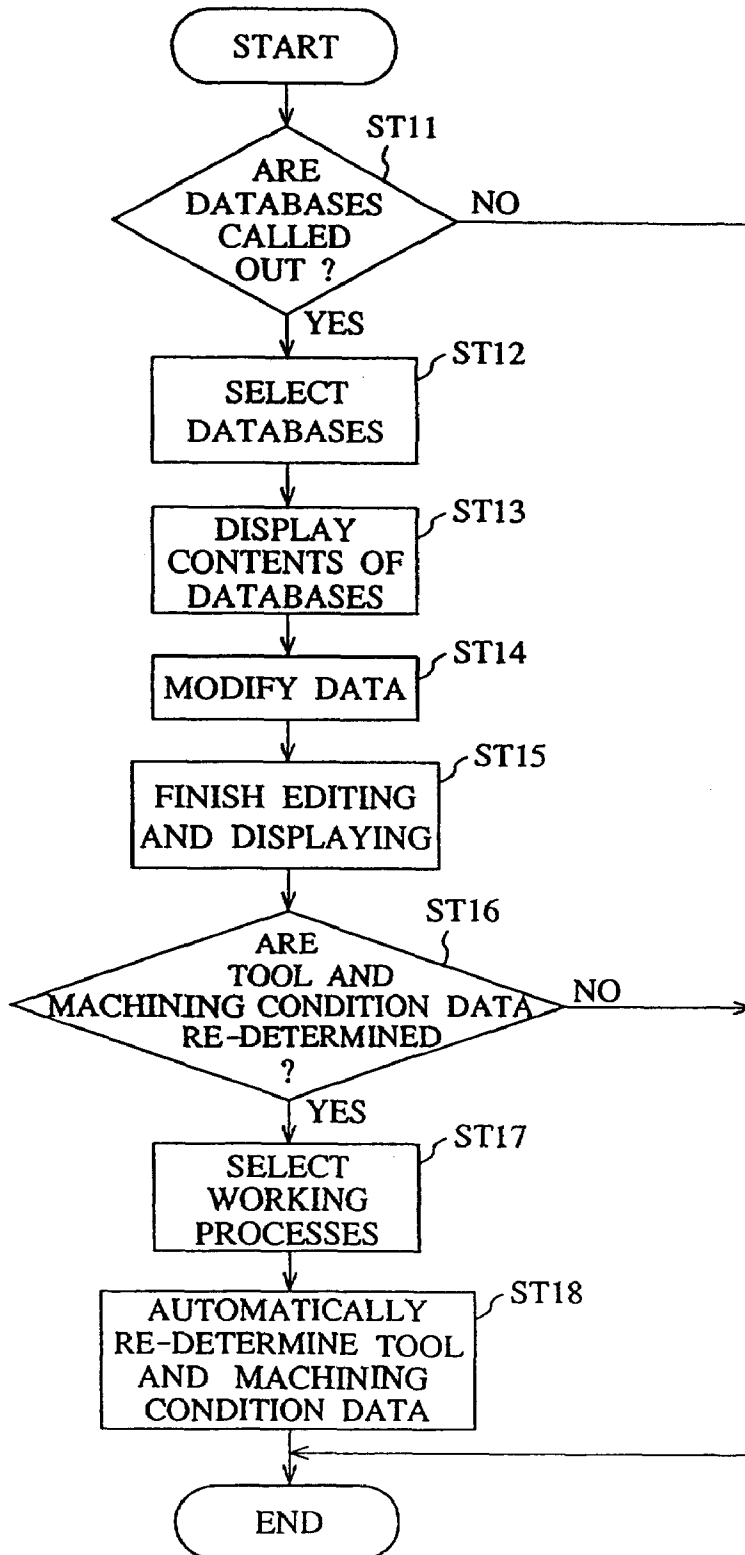 START
ST11
ARE
DATABASES
CALLED
OUT ?
NO
YES
ST12
SELECT
DATABASES
ST13
DISPLAY
CONTENTS OF
DATABASES
ST14
MODIFY DATA
ST15
FINISH EDITING
AND DISPLAYING
ST16
ARE
TOOL AND
MACHINING CONDITION DATA
RE-DETERMINED
?
NO
YES
ST17
SELECT
WORKING
PROCESSES
ST18
AUTOMATICALLY
RE-DETERMINE TOOL
AND MACHINING
CONDITION DATA
END